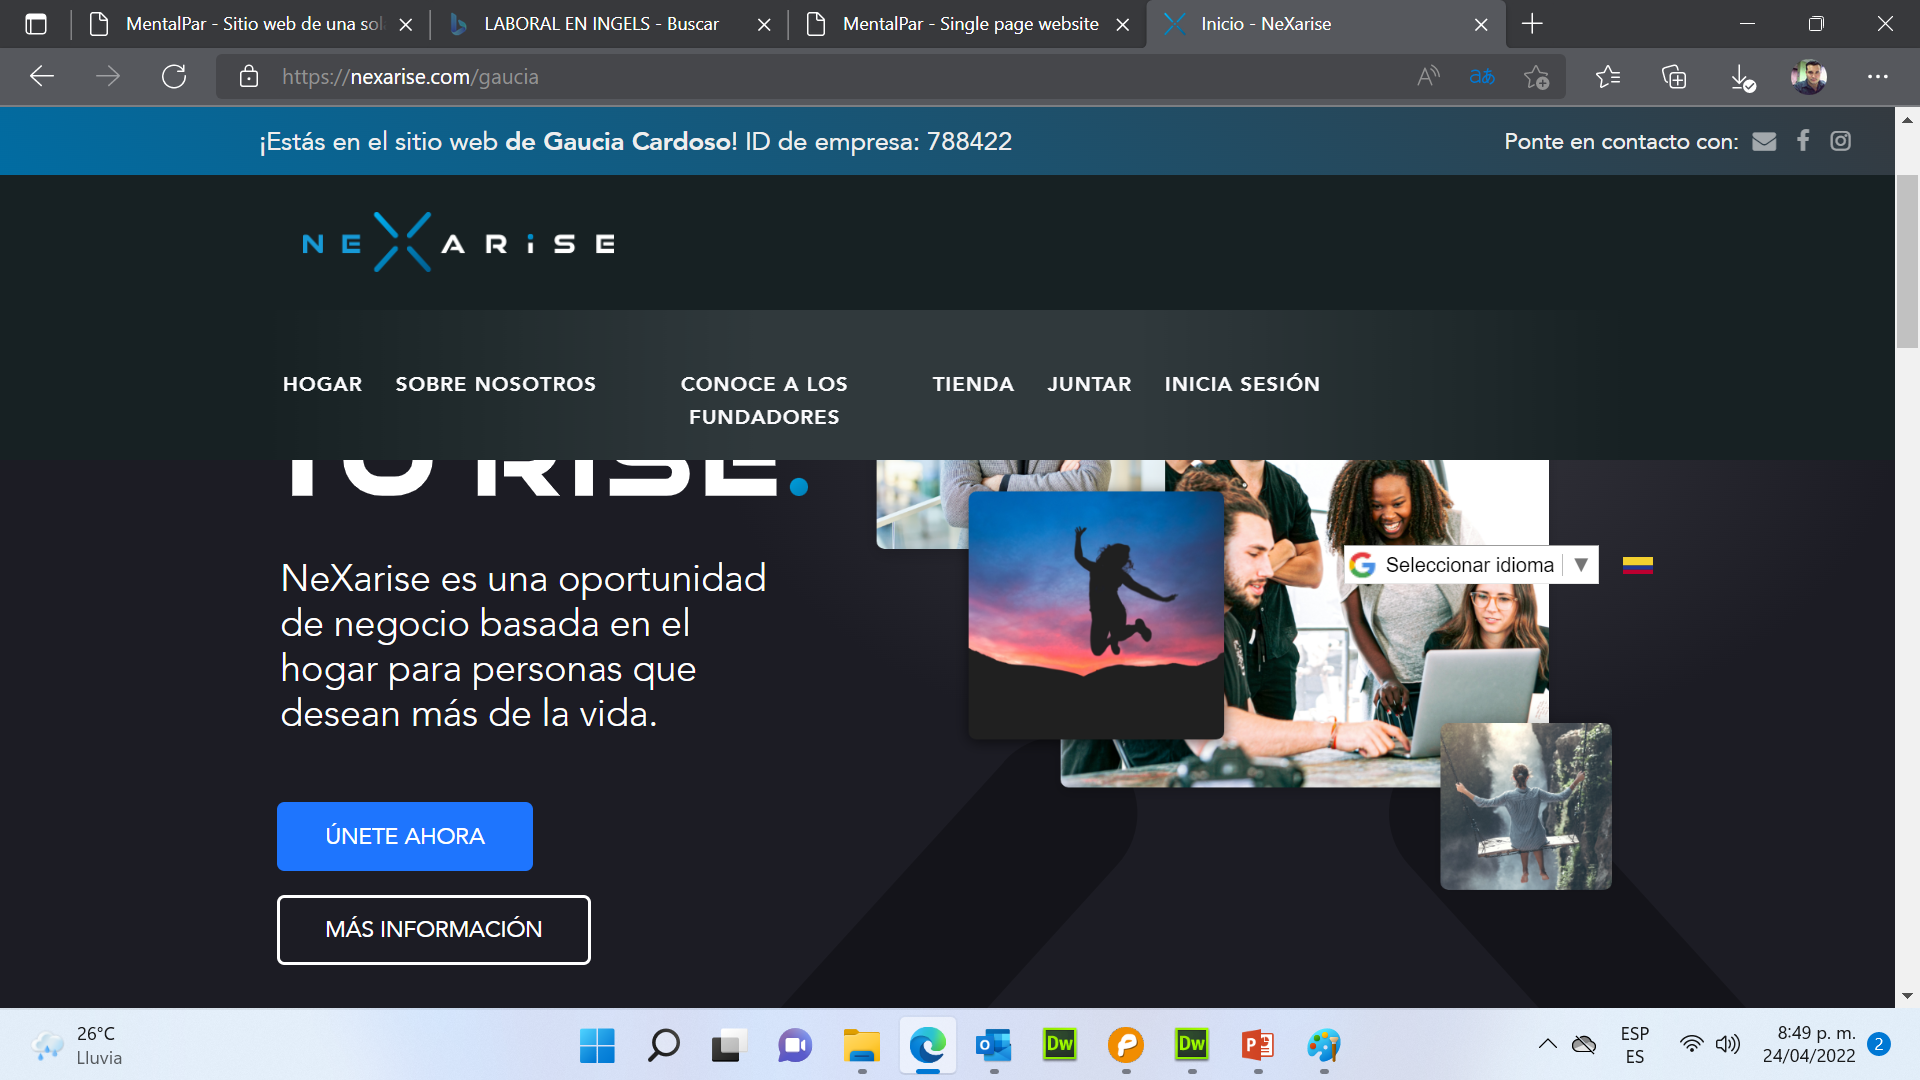 MentalPar - Sitio web de una sol
LABORAL EN INGELS - Buscar
MentalPar - Single page website
Inicio - NeXarise
https://nexarise.com/gaucia
¡Estás en el sitio web de Gaucia Cardoso! ID de empresa: 788422
Ponte en contacto con:
NEXARiSE
HOGAR
SOBRE NOSOTROS
CONOCE A LOS
FUNDADORES
TIENDA
JUNTAR
INICIA SESIÓN
TO RISE.
NeXarise es una oportunidad
de negocio basada en el
hogar para personas que
desean más de la vida.
Seleccionar idioma
ÚNETE AHORA
MÁS INFORMACIÓN
26°C
Lluvia
ESP
ES
8:49 p. m.
24/04/2022
2